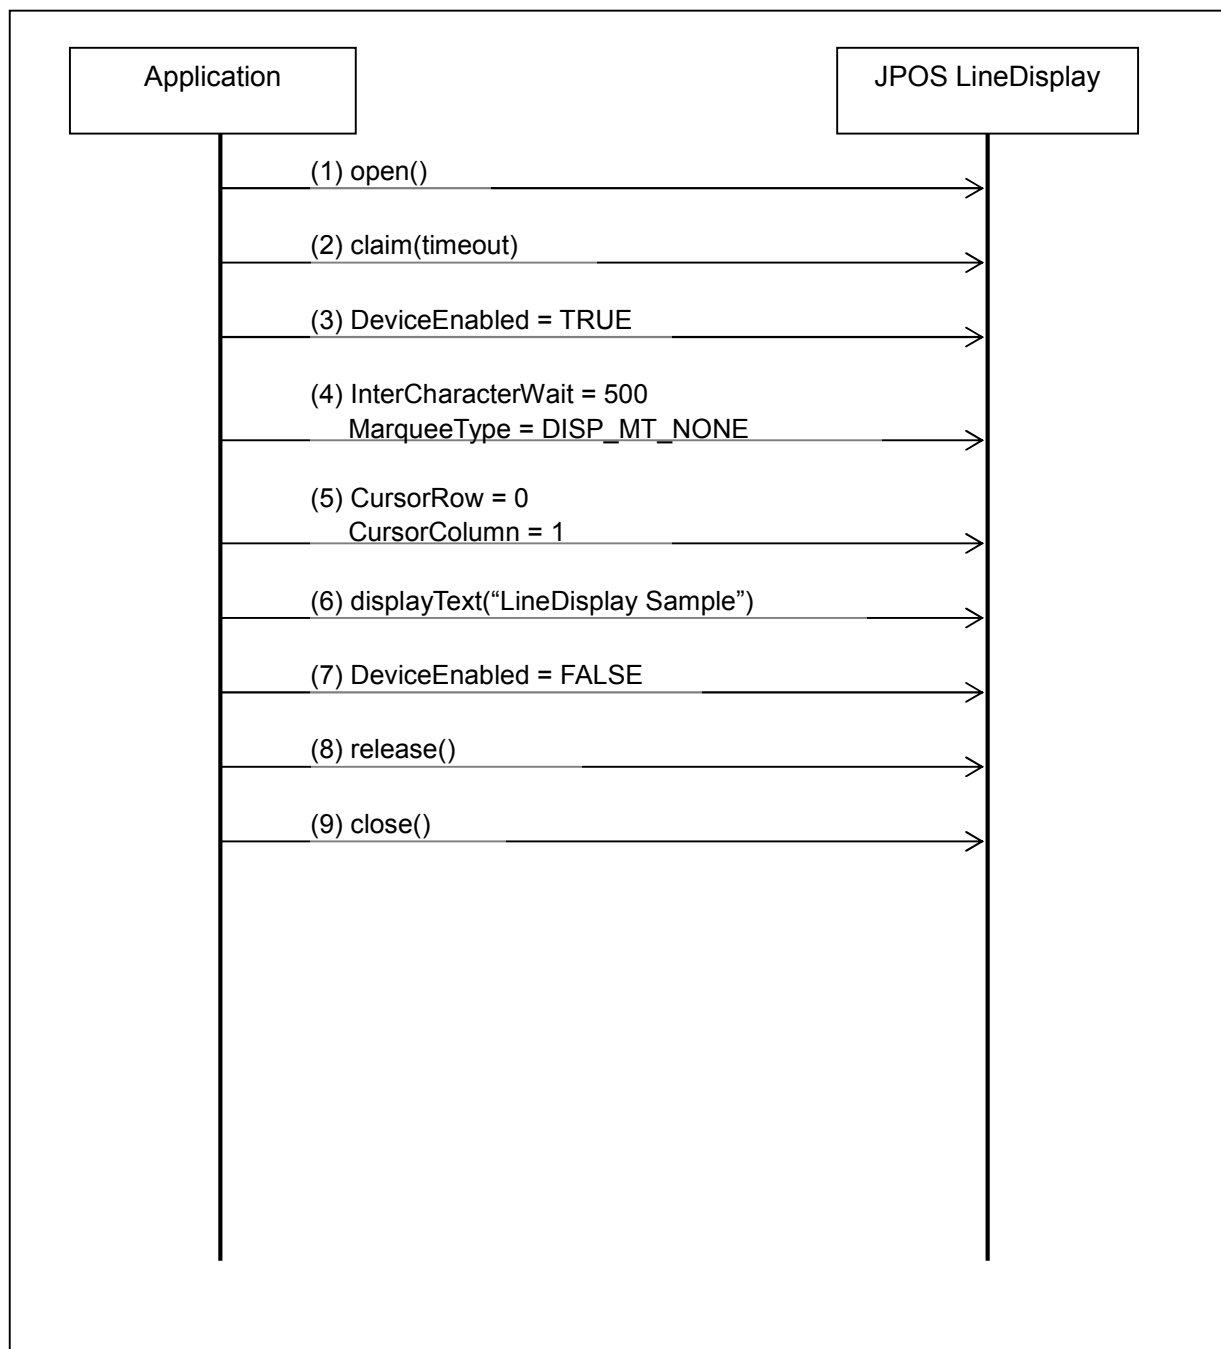 Application
JPOS LineDisplay
(1) open()
(2) claim(timeout)
(3) DeviceEnabled = TRUE
(4) InterCharacterWait = 500
MarqueeType = DISP_MT_NONE
(5) CursorRow = 0
CursorColumn = 1
(6) displayText(“LineDisplay Sample”)
(7) DeviceEnabled = FALSE
(8) release()
(9) close()